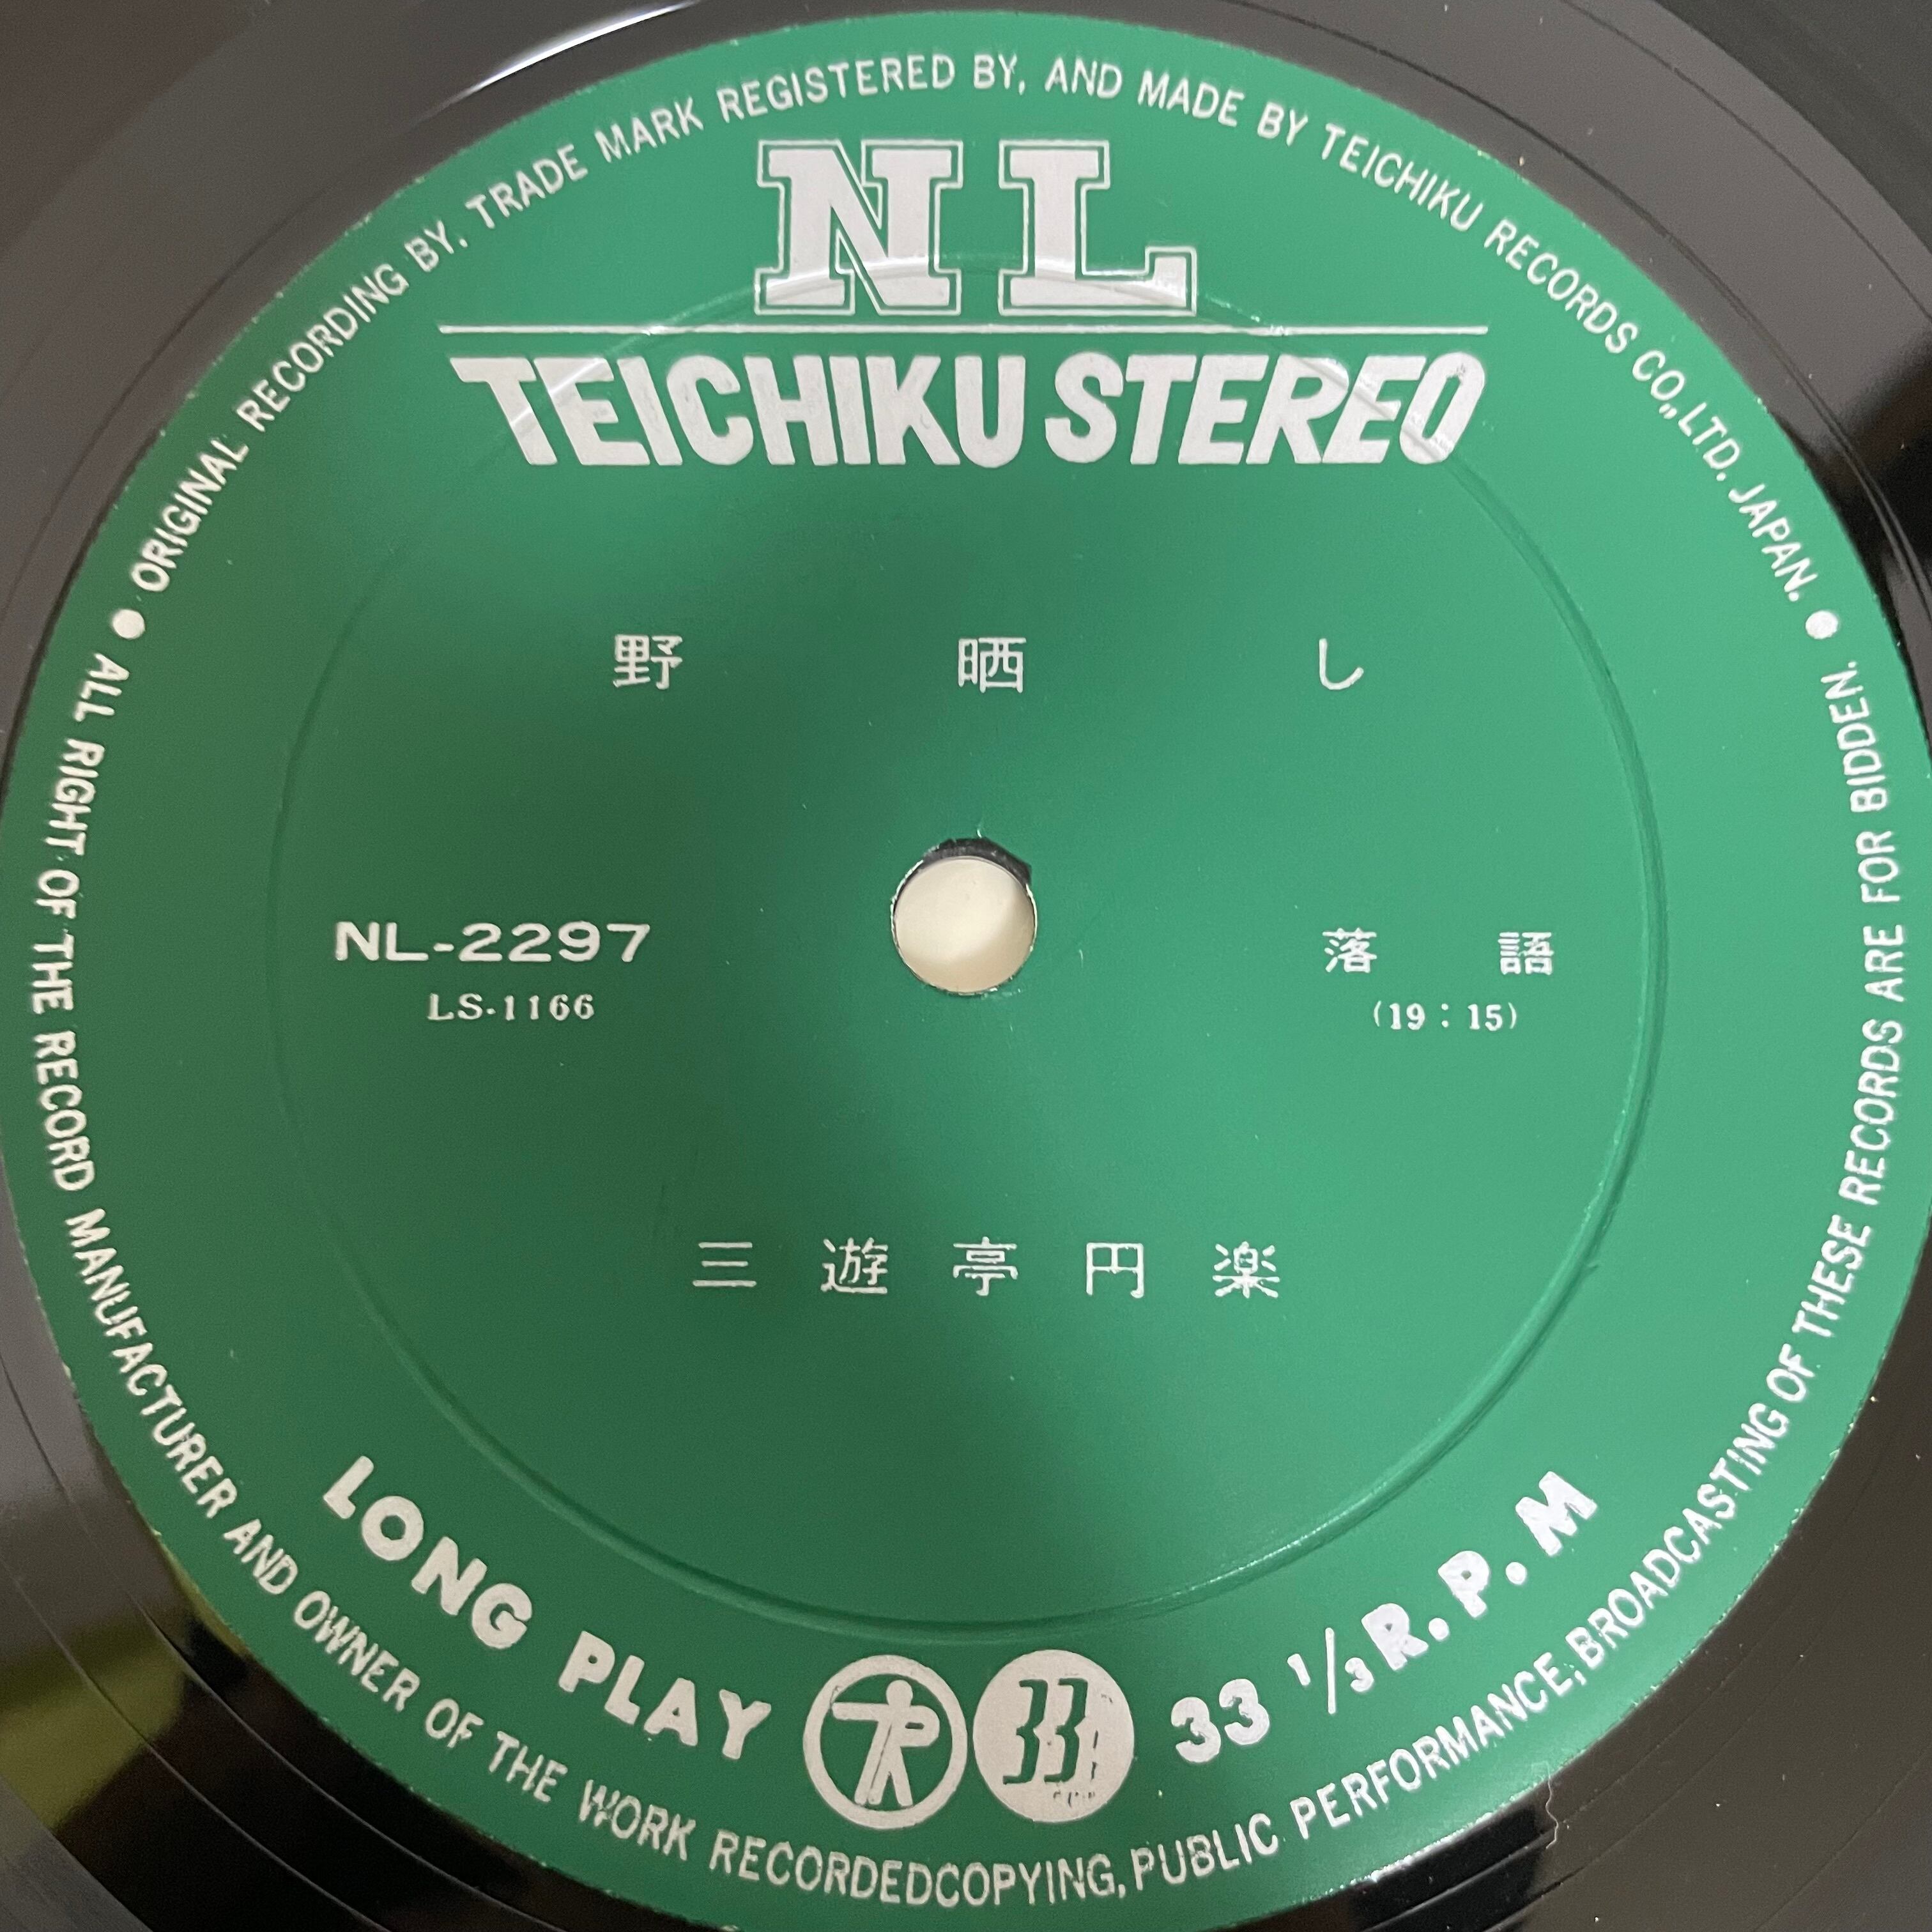 ORIGINAL RECORDING BY, TRADE MARK REGISTERED BY, AND MADE BY TEICHIKU RECORDS CO,,LTD. JAPAN.
NL
TEICHIKU STEREO
野晒し
NL-2297
LS-1166
落語
(19：15)
三遊亭円楽
LONG PLAY
TR
33
33 1/3 R.P.M
ALL RIGHT OF THE RECORD MANUFACTURER AND OWNER OF THE WORK RECORDEDCOPYING, PUBLIC PERFORMANCE, BROADCASTING OF THESE RECORDS ARE FOR BIDDEN.